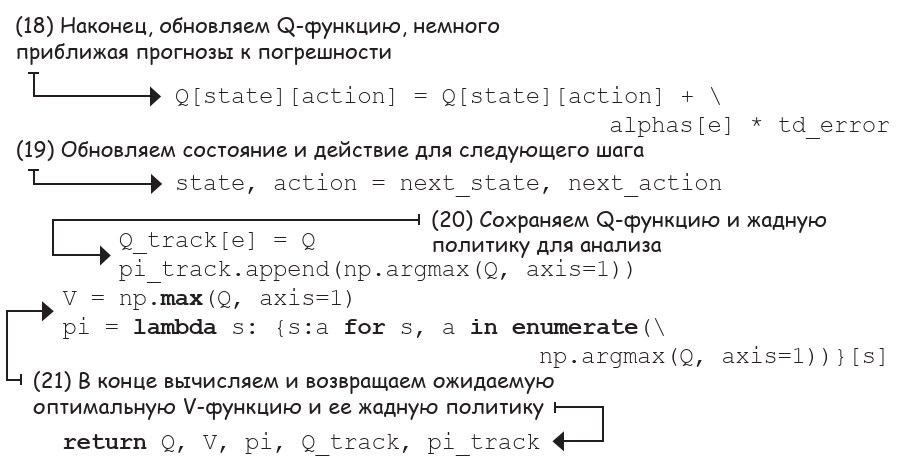 (18) Наконец, обновляем Q-функцию, немного
приближая прогнозы к погрешности
Q[state][action] = Q[state][action] + \
alphas[e] * td_error
(19) Обновляем состояние и действие для следующего шага
state, action = next_state, next_action
(20) Сохраняем Q-функцию и жадную
политику для анализа
Q_track[e] = Q
pi_track.append(np.argmax(Q, axis=1))
V = np.max(Q, axis=1)
pi = lambda s: {s:a for s, a in enumerate(\
np.argmax(Q, axis=1))}[s]
(21) В конце вычисляем и возвращаем ожидаемую
оптимальную V-функцию и ее жадную политику
return Q, V, pi, Q_track, pi_track